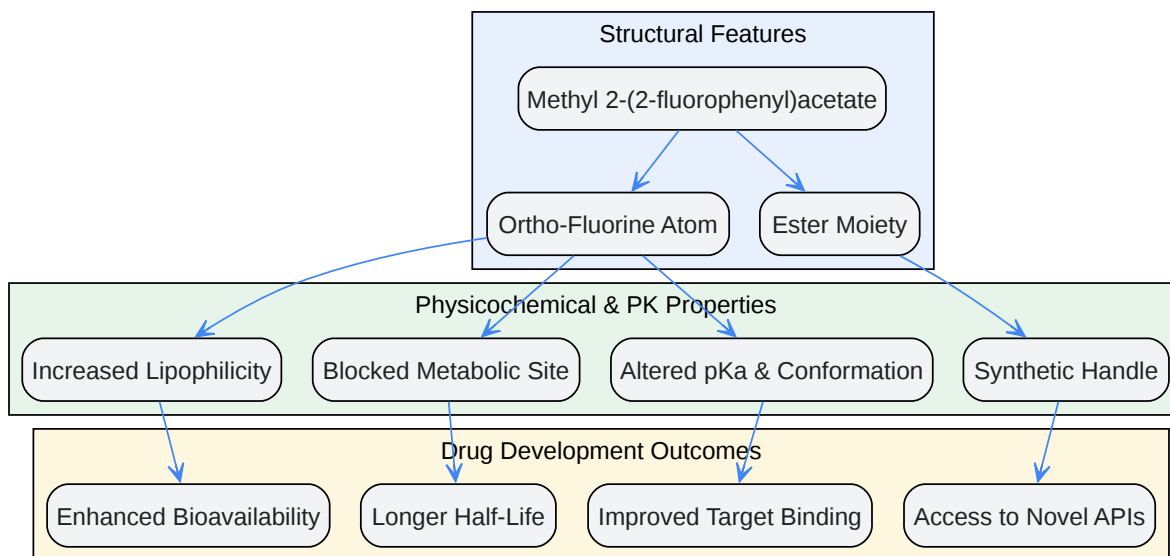 Structural Features
Methyl 2-(2-fluorophenyl)acetate
Ortho-Fluorine Atom
Ester Moiety
Physicochemical & PK Properties
Increased Lipophilicity
Blocked Metabolic Site
Altered pKa & Conformation
Synthetic Handle
Drug Development Outcomes
Enhanced Bioavailability
Longer Half-Life
Improved Target Binding
Access to Novel APIs